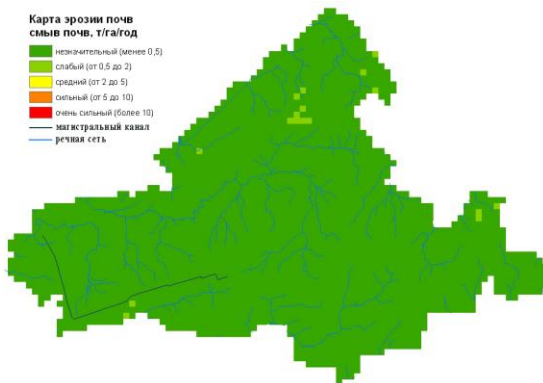 Карта эрозии почв
смыв почв, т/га/год
незначительный (менее 0,5)
слабый (от 0,5 до 2)
средний (от 2 до 5)
сильный (от 5 до 10)
очень сильный (более 10)
магистральный канал
речная сеть